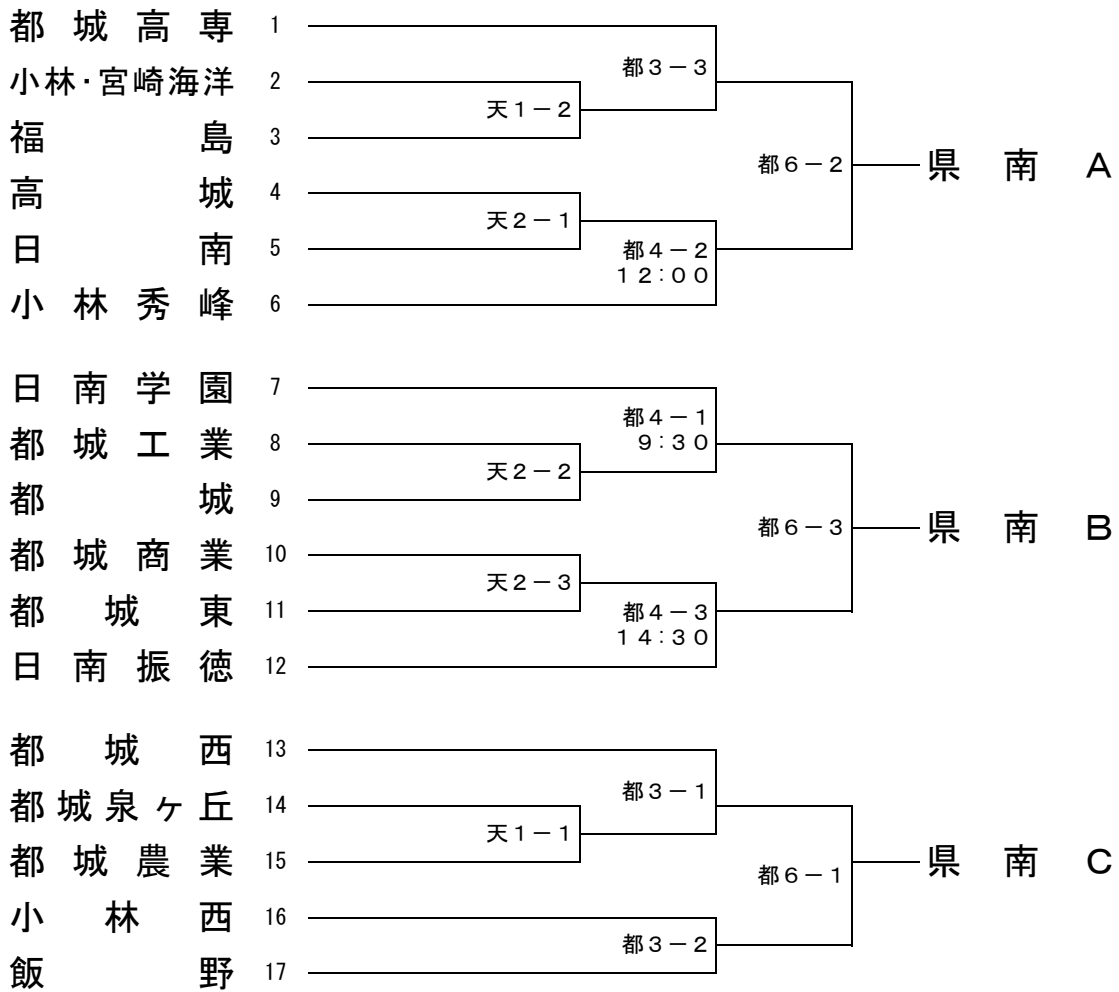 都城高専 1
都3－3
小林・宮崎海洋 2
天1－2
福島 3
都6－2
県南A
高城 4
天2－1
日南 5
都4－2
12:00
小林秀峰 6
日南学園 7
都4－1
9:30
都城工業 8
天2－2
都城 9
都6－3
県南B
都城商業 10
天2－3
都城東 11
都4－3
14:30
日南振徳 12
都城西 13
都3－1
都城泉ヶ丘 14
天1－1
都城農業 15
都6－1
県南C
小林西 16
都3－2
飯野 17